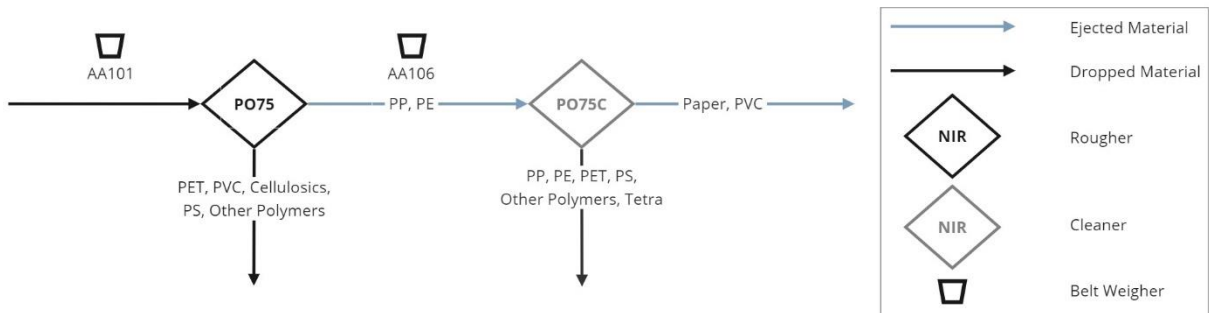 AA101
AA106
PO75
PP, PE
PO75C
Paper, PVC
PET, PVC, Cellulosics,
PS, Other Polymers
PP, PE, PET, PS,
Other Polymers, Tetra
Ejected Material
Dropped Material
NIR
Rougher
NIR
Cleaner
Belt Weigher